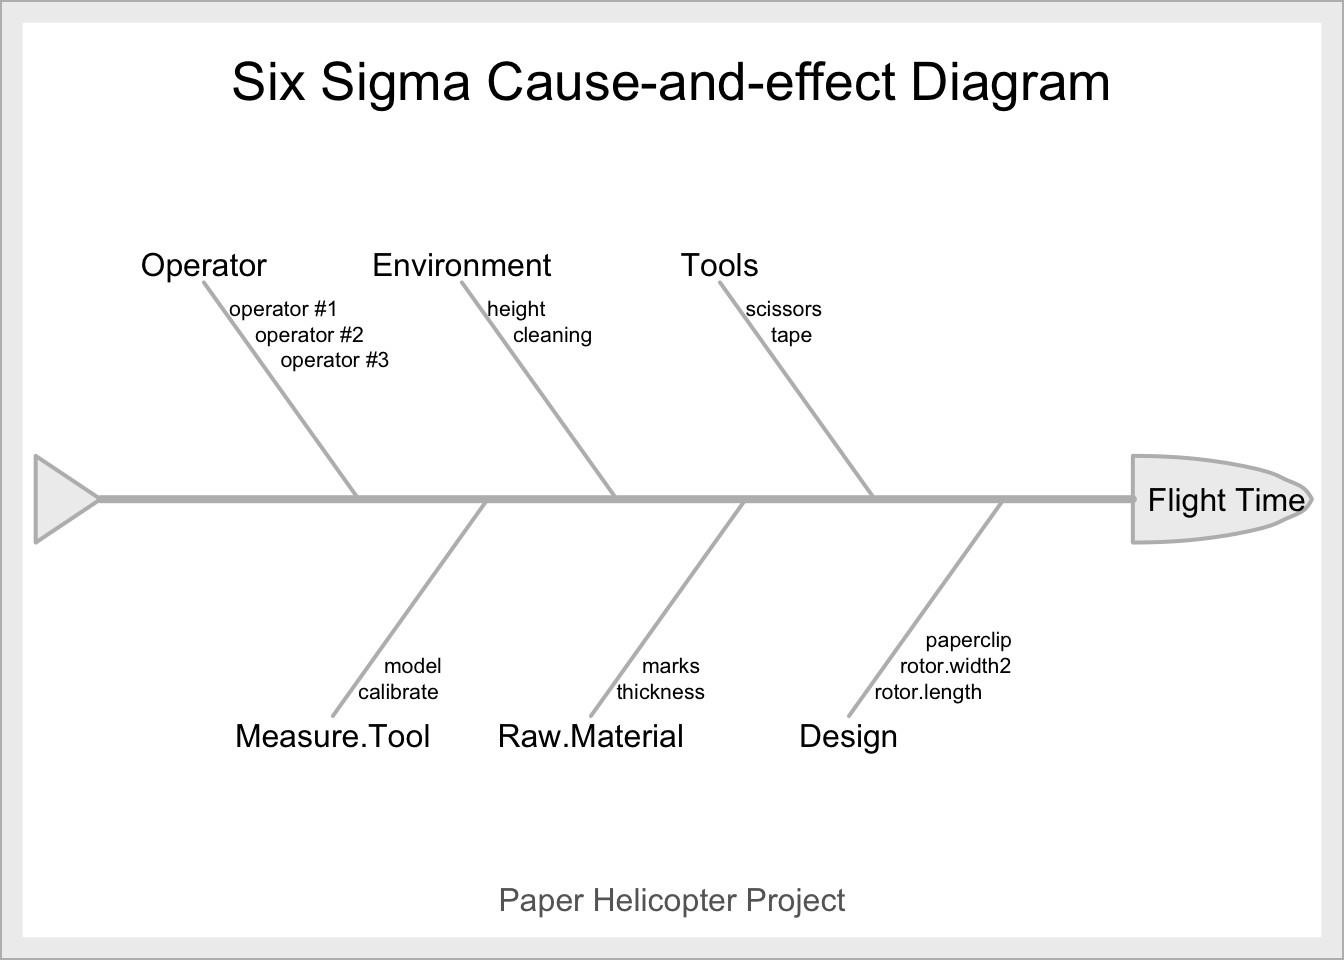 Six Sigma Cause-and-effect Diagram
Operator
Environment
Tools
operator #1
operator #2
operator #3
height
cleaning
scissors
tape
Flight Time
model
calibrate
marks
thickness
paperclip
rotor.width2
rotor.length
Measure.Tool
Raw.Material
Design
Paper Helicopter Project